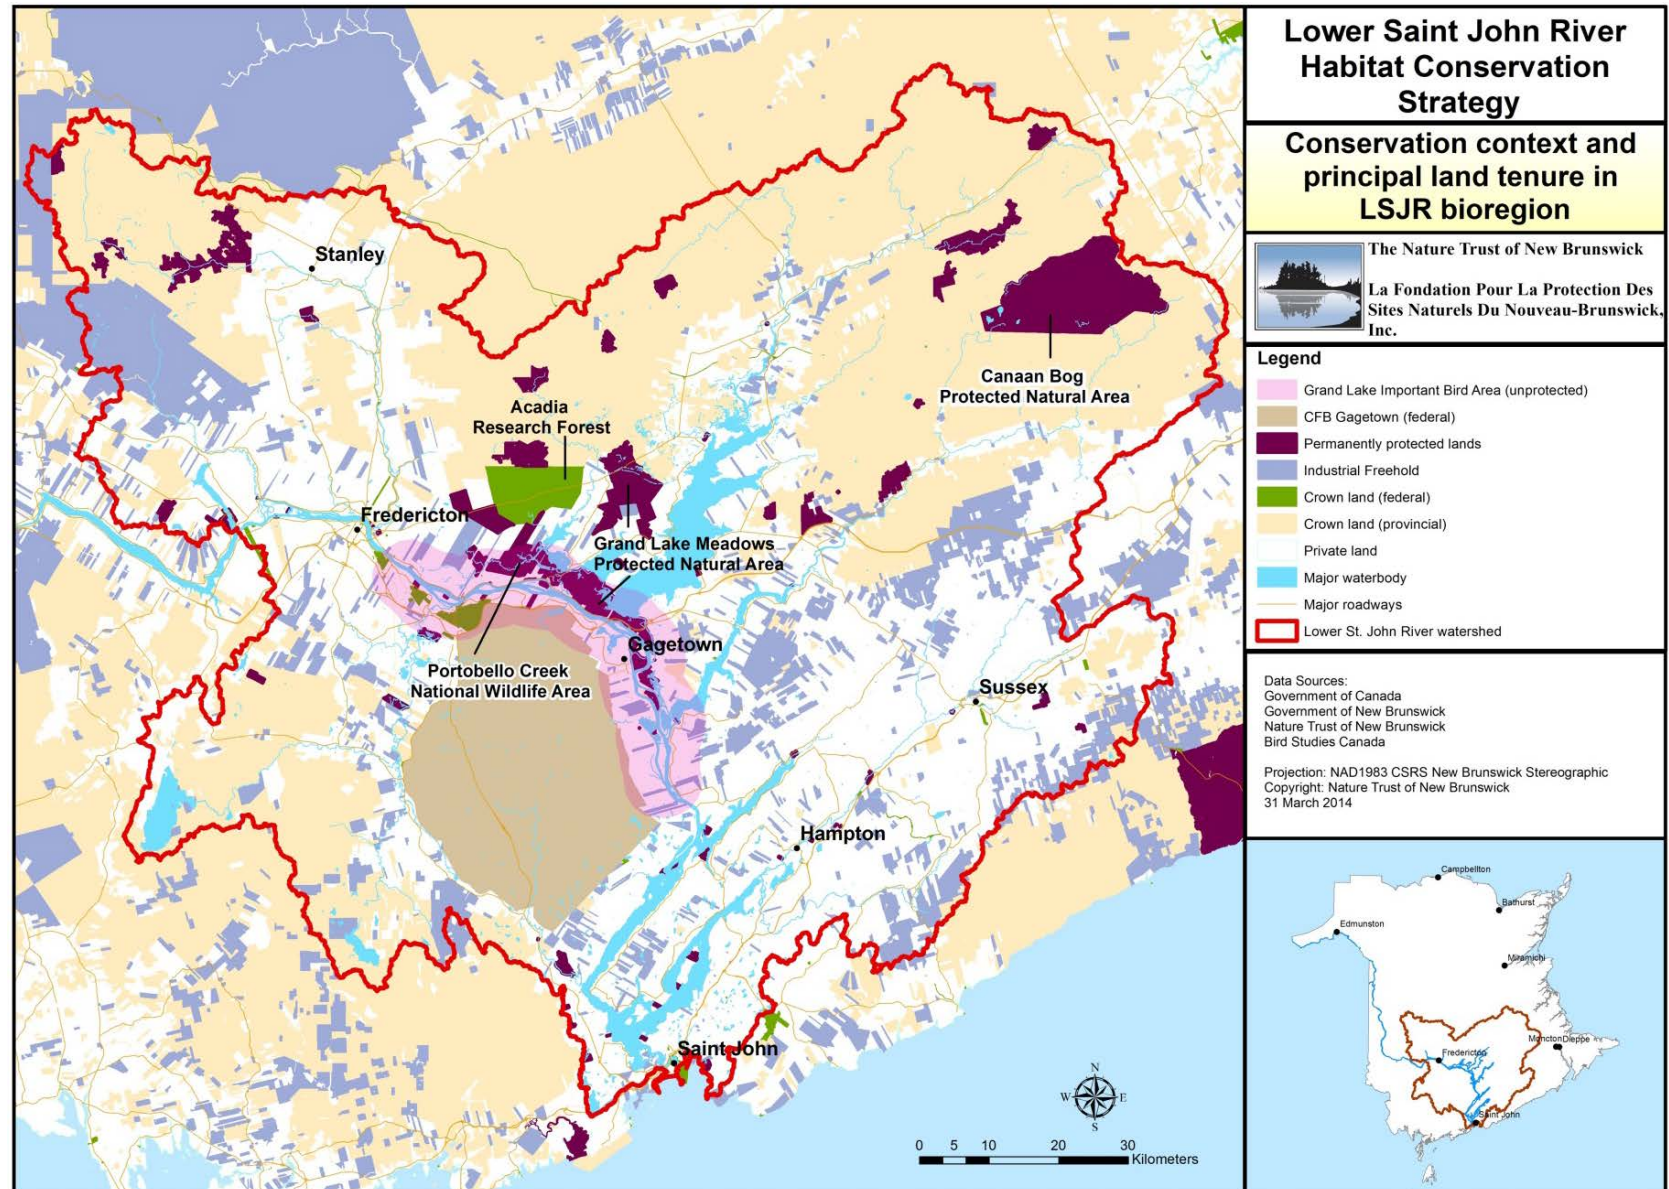 Lower Saint John River
Habitat Conservation
Strategy
Conservation context and
principal land tenure in
LSJR bioregion
The Nature Trust of New Brunswick
La Fondation Pour La Protection Des
Sites Naturels Du Nouveau-Brunswick,
Inc.
Legend
Grand Lake Important Bird Area (unprotected)
CFB Gagetown (federal)
Permanently protected lands
Industrial Freehold
Crown land (federal)
Crown land (provincial)
Private land
Major waterbody
Major roadways
Lower St. John River watershed
Data Sources:
Government of Canada
Government of New Brunswick
Nature Trust of New Brunswick
Bird Studies Canada
Projection: NAD1983 CSRS New Brunswick Stereographic
Copyright: Nature Trust of New Brunswick
31 March 2014
Stanley
Canaan Bog
Protected Natural Area
Acadia
Research Forest
Fredericton
Grand Lake Meadows
Protected Natural Area
Gagetown
Portobello Creek
National Wildlife Area
Sussex
Hampton
Saint John
N
W
E
S
0 5 10 20 30
Kilometers
Campbellton
Bathurst
Edmunston
Miramichi
Moncton
Dieppe
Fredericton
Saint John